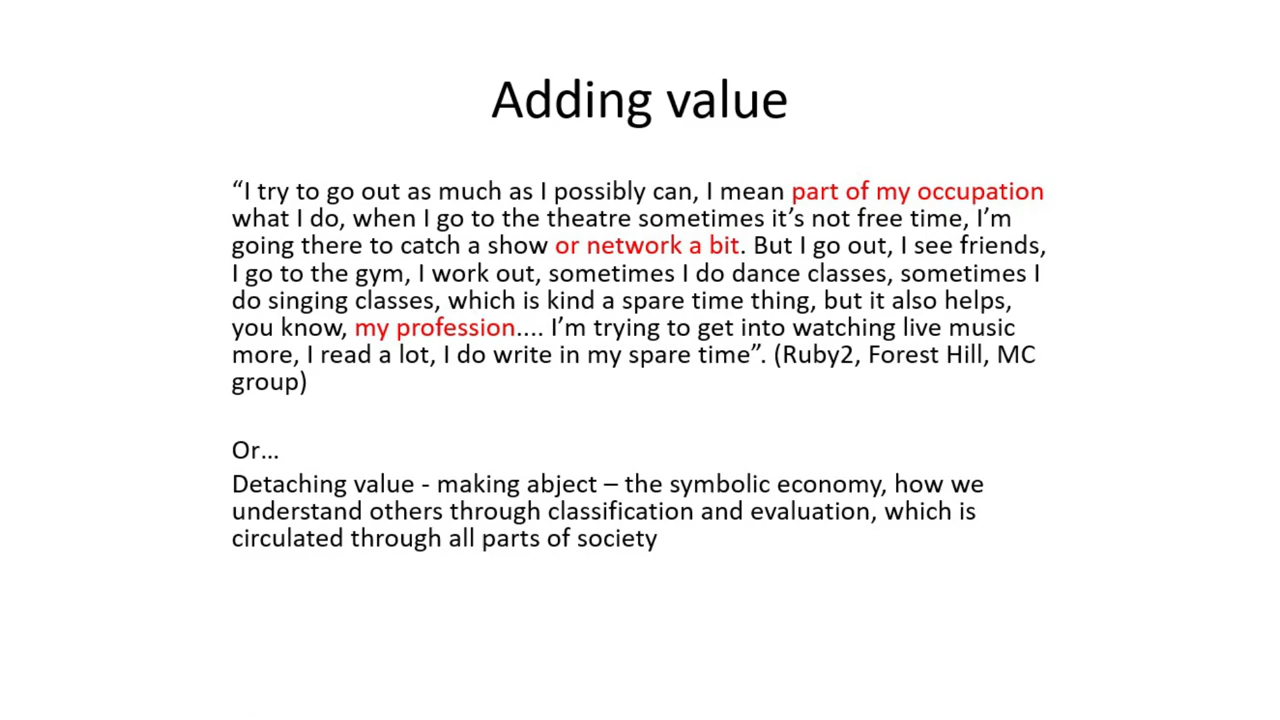 Adding value
“I try to go out as much as I possibly can, I mean part of my occupation
what I do, when I go to the theatre sometimes it’s not free time, I’m
going there to catch a show or network a bit. But I go out, I see friends,
I go to the gym, I work out, sometimes I do dance classes, sometimes I
do singing classes, which is kind a spare time thing, but it also helps,
you know, my profession.... I’m trying to get into watching live music
more, I read a lot, I do write in my spare time”. (Ruby2, Forest Hill, MC
group)
Or…
Detaching value - making abject – the symbolic economy, how we
understand others through classification and evaluation, which is
circulated through all parts of society